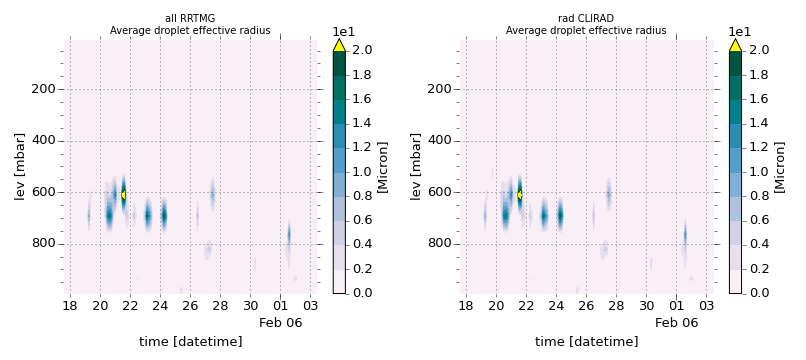 all RRTMG
Average droplet effective radius
1e1
2.0
1.8
1.6
1.4
1.2
1.0
0.8
0.6
0.4
0.2
0.0
[Micron]
lev [mbar]
200
400
600
800
18 20 22 24 26 28 30 01 03
Feb 06
time [datetime]
rad CLIRAD
Average droplet effective radius
1e1
2.0
1.8
1.6
1.4
1.2
1.0
0.8
0.6
0.4
0.2
0.0
[Micron]
lev [mbar]
200
400
600
800
18 20 22 24 26 28 30 01 03
Feb 06
time [datetime]